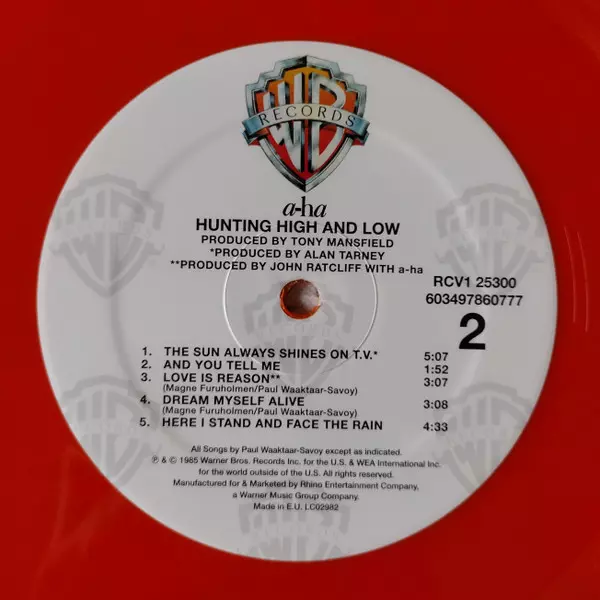 WB
RECORDS
a-ha
HUNTING HIGH AND LOW
PRODUCED BY TONY MANSFIELD
*PRODUCED BY ALAN TARNEY
**PRODUCED BY JOHN RATCLIFF WITH a-ha
RCV1 25300
603497860777
2
1. THE SUN ALWAYS SHINES ON T.V.* 5:07
2. AND YOU TELL ME 1:52
3. LOVE IS REASON** 3:07
(Magne Furuholmen/Paul Waaktaar-Savoy)
4. DREAM MYSELF ALIVE 3:08
(Magne Furuholmen/Paul Waaktaar-Savoy)
5. HERE I STAND AND FACE THE RAIN 4:33
All Songs by Paul Waaktaar-Savoy except as indicated.
℗ & © 1985 Warner Bros. Records Inc. for the U.S. & WEA International Inc.
for the world outside of the U.S. All rights reserved.
Manufactured for & Marketed by Rhino Entertainment Company,
a Warner Music Group Company.
Made in E.U. LC02982